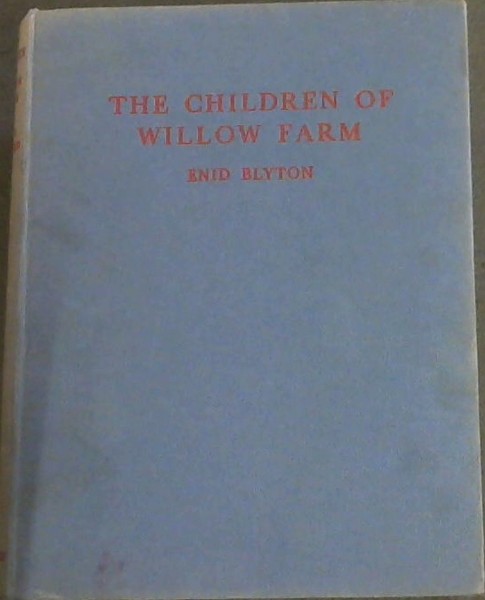 THE CHILDREN OF
WILLOW FARM
ENID BLYTON